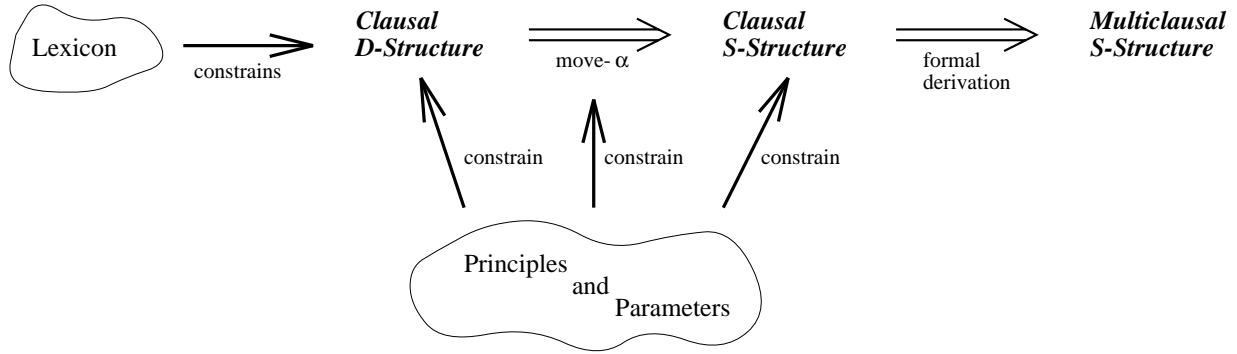 Lexicon
constrains
Clausal
D-Structure
move- α
Clausal
S-Structure
formal
derivation
Multiclausal
S-Structure
constrain
constrain
constrain
Principles
and
Parameters